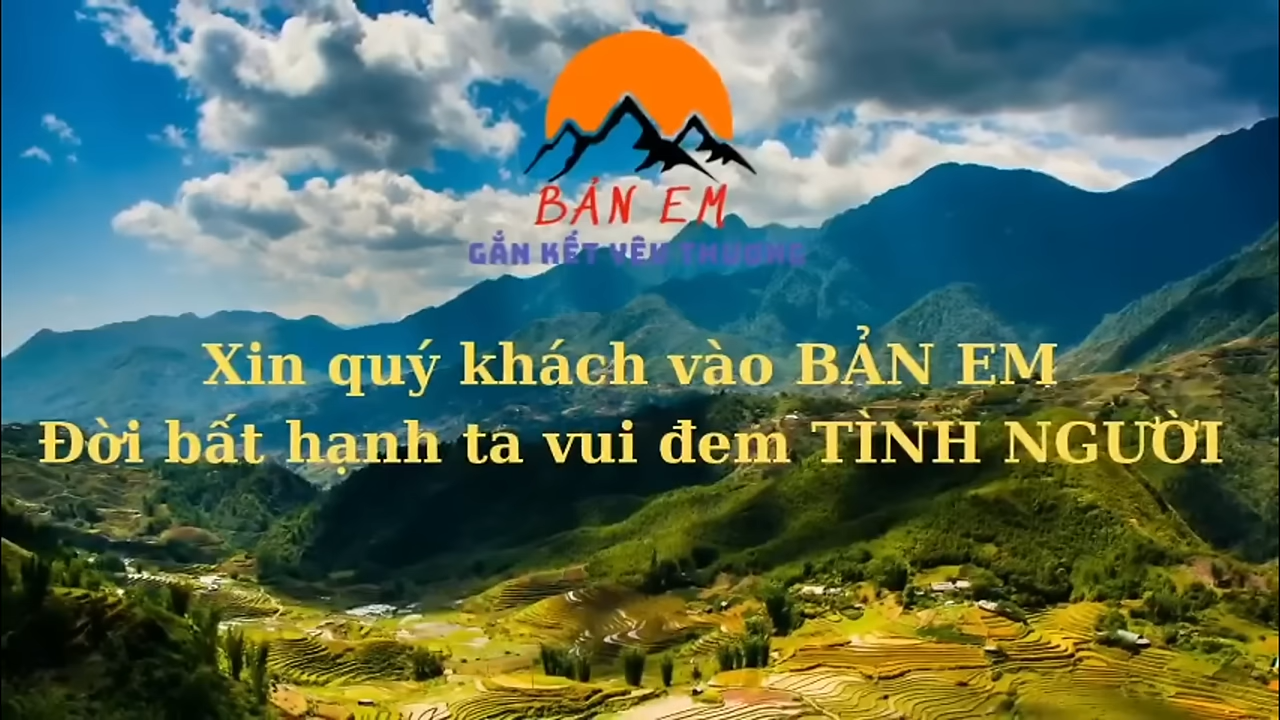 BẢN EM
GẮN KẾT YÊU THƯƠNG
Xin quý khách vào BẢN EM
Đời bất hạnh ta vui đem TÌNH NGƯỜI